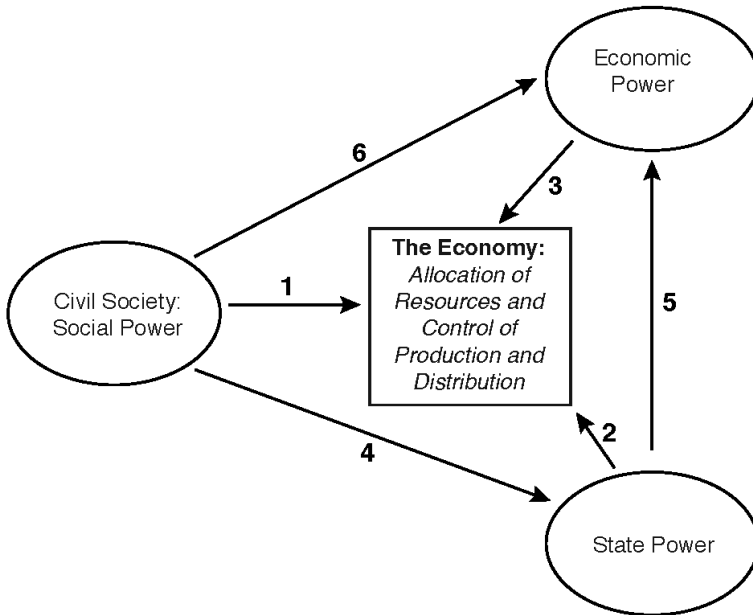 Economic
Power
6
3
The Economy:
Allocation of
Resources and
Control of
Production and
Distribution
Civil Society:
Social Power
1
5
2
4
State Power